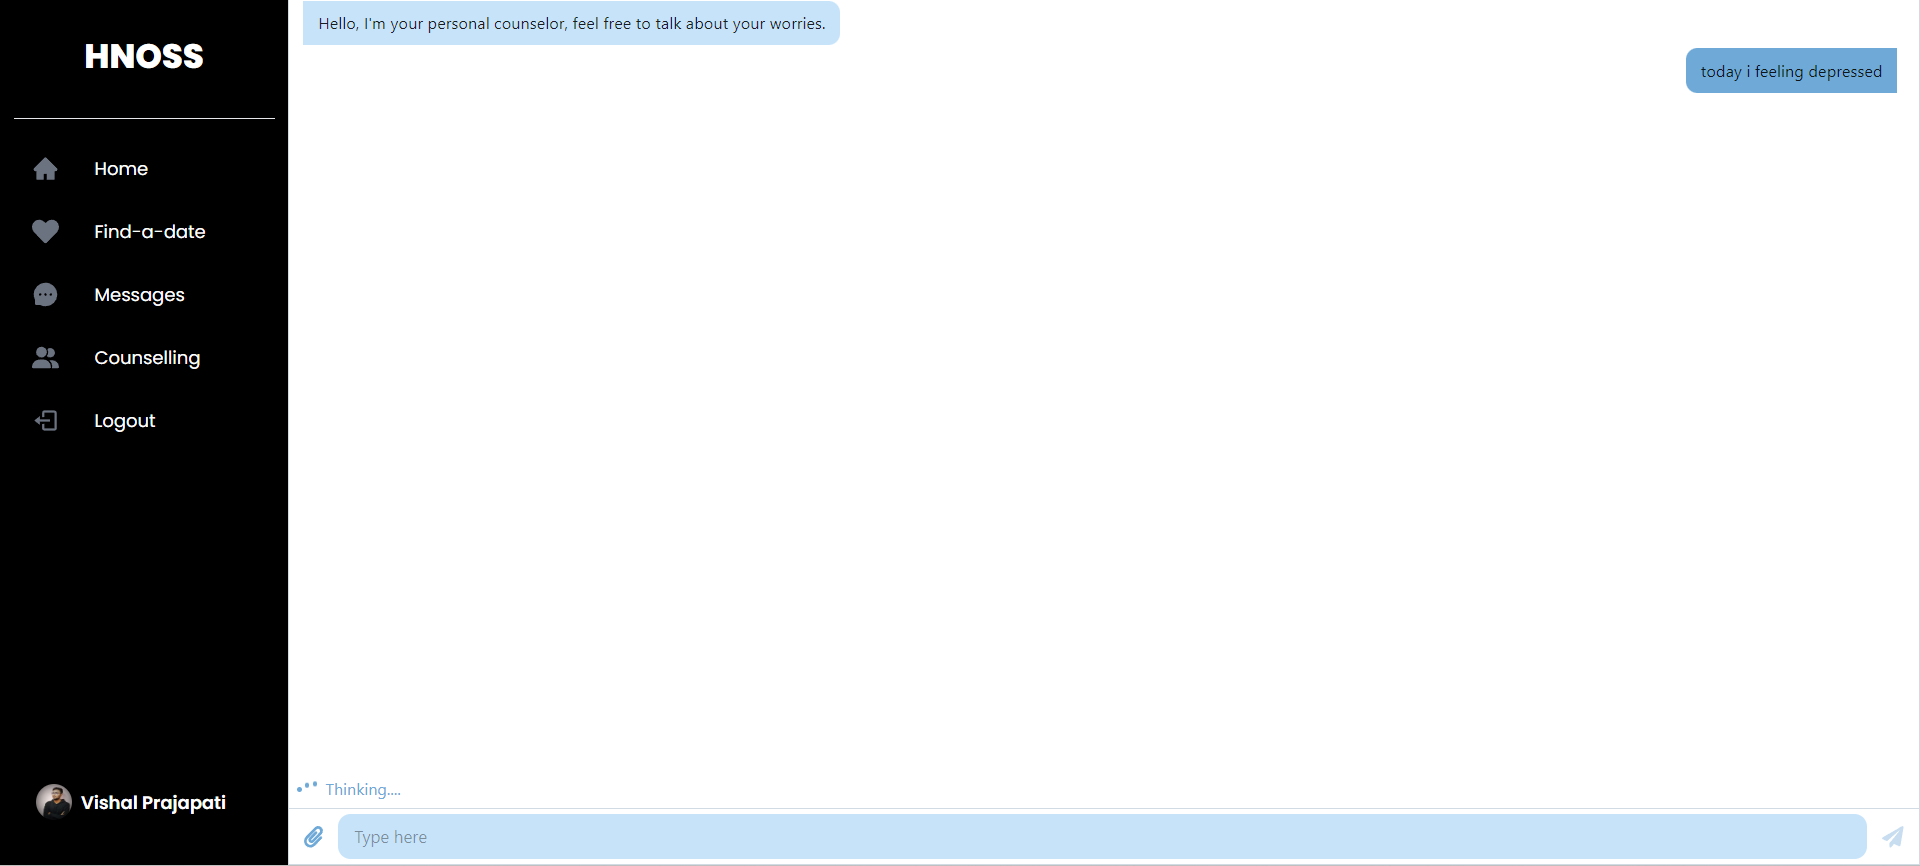 HNOSS
Home
Find-a-date
Messages
Counselling
Logout
Vishal Prajapati
Hello, I'm your personal counselor, feel free to talk about your worries.
today i feeling depressed
Thinking....
Type here